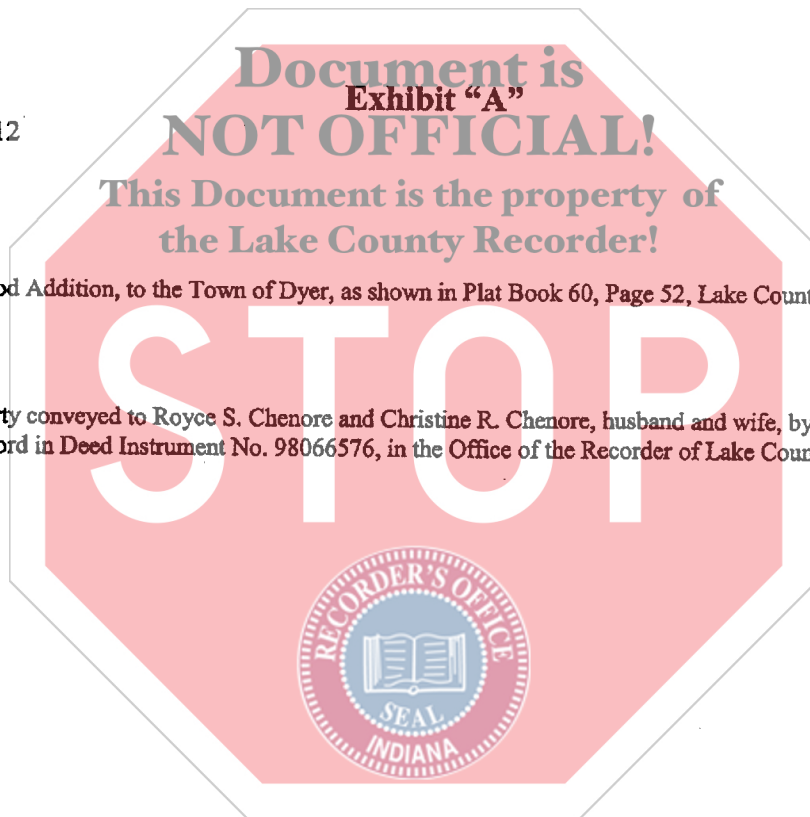 Document is
Exhibit “A”
12
NOT OFFICIAL!
This Document is the property of
the Lake County Recorder!
od Addition, to the Town of Dyer, as shown in Plat Book 60, Page 52, Lake Count
rty conveyed to Royce S. Chenore and Christine R. Chenore, husband and wife, by
ord in Deed Instrument No. 98066576, in the Office of the Recorder of Lake Coun
STOP
RECORDER'S OFFICE
SEAL
INDIANA